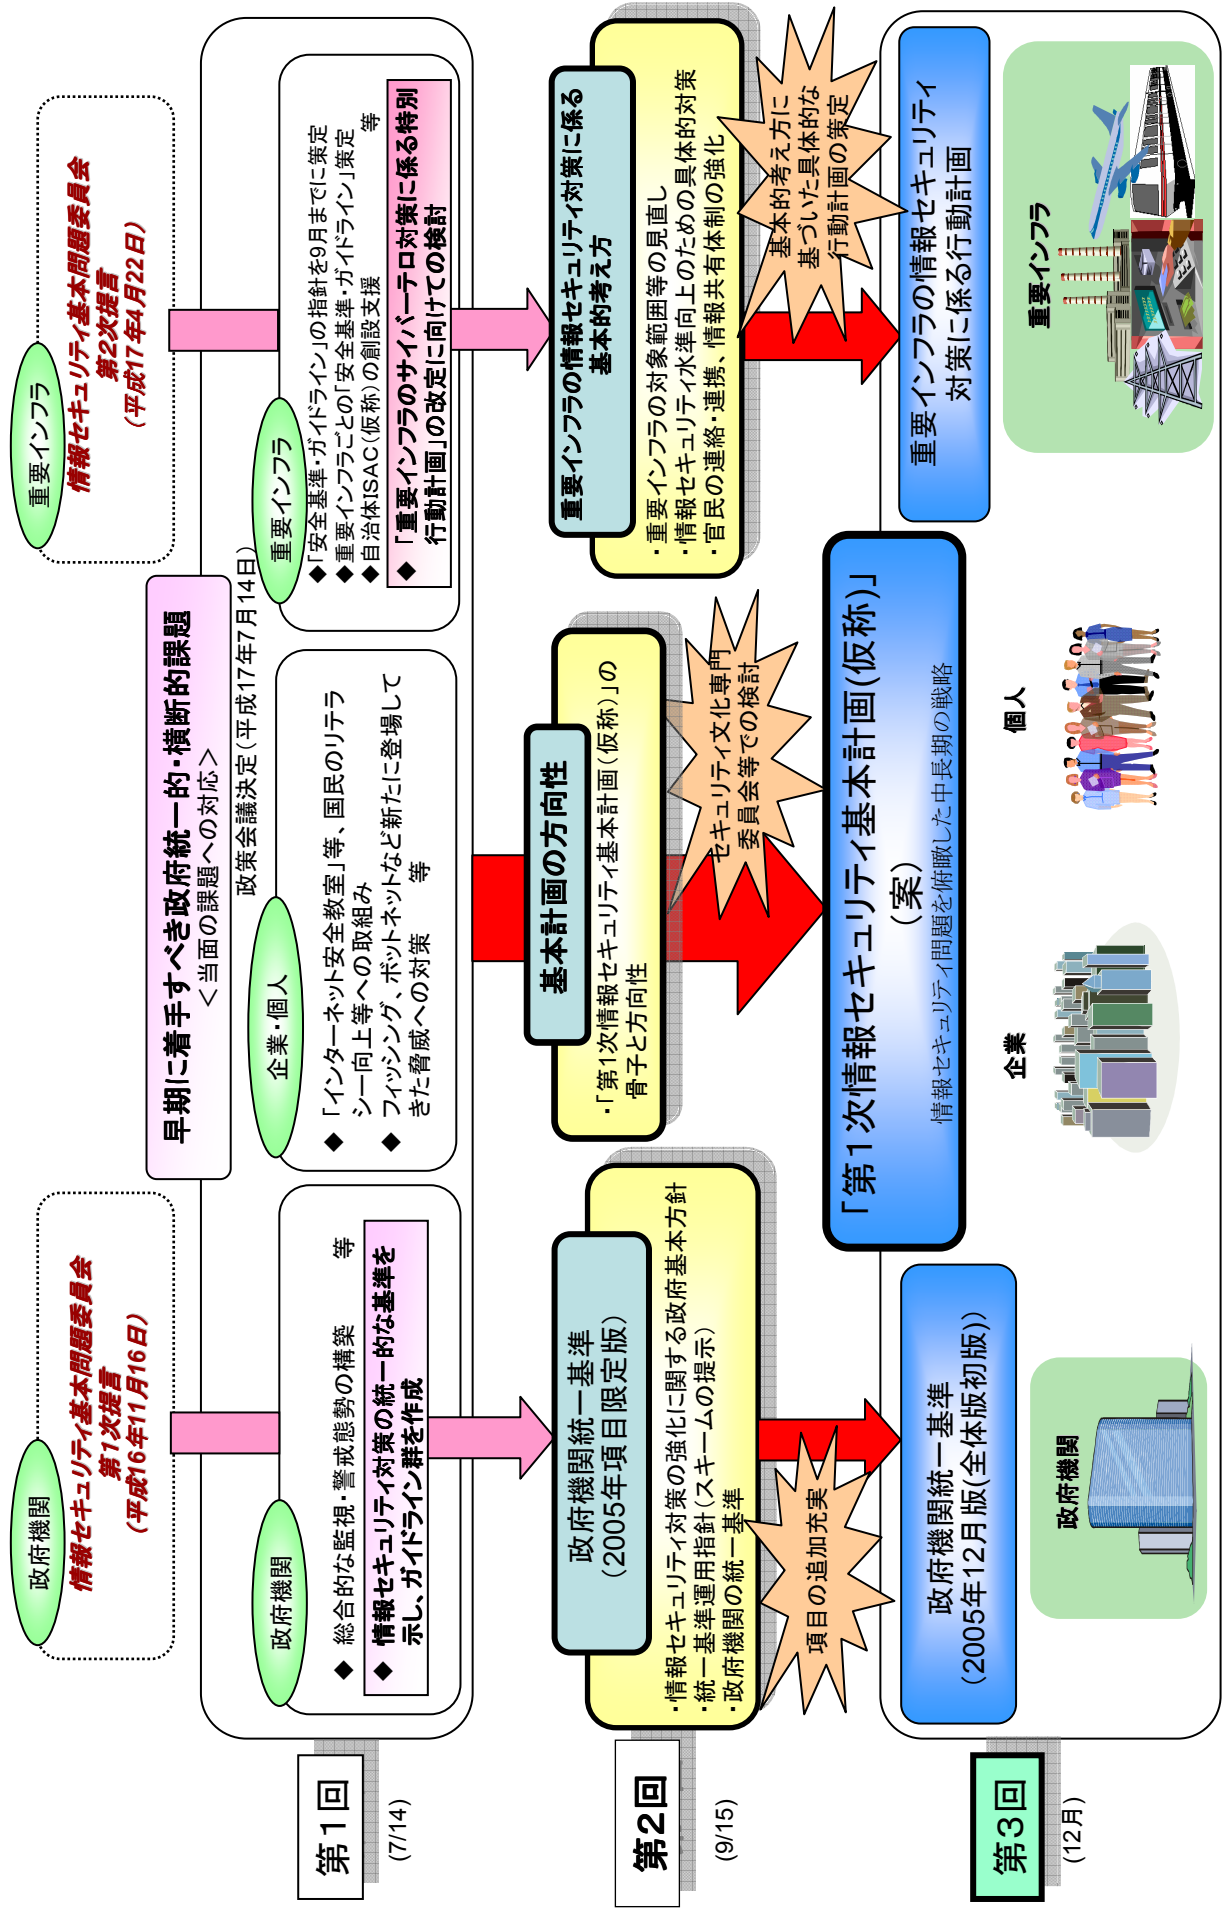 政府機関
情報セキュリティ基本問題委員会
第1次提言
(平成16年11月16日)
重要インフラ
情報セキュリティ基本問題委員会
第2次提言
(平成17年4月22日)
早期に着手すべき政府統一的・横断的課題
<当面の課題への対応>
政策会議決定(平成17年7月14日)
第1回
(7/14)
政府機関
◆ 総合的な監視・警戒態勢の構築 等
◆ 情報セキュリティ対策の統一的な基準を
示し、ガイドライン群を作成
企業・個人
◆ 「インターネット安全教室」等、国民のリテラ
シー向上等への取組み
◆ フィッシング、ボットネットなど新たに登場して
きた脅威への対策 等
重要インフラ
◆「安全基準・ガイドライン」の指針を9月までに策定
◆重要インフラごとの「安全基準・ガイドライン」策定
◆自治体ISAC(仮称)の創設支援 等
◆ 「重要インフラのサイバーテロ対策に係る特別
行動計画」の改定に向けての検討
第2回
(9/15)
政府機関統一基準
(2005年項目限定版)
・情報セキュリティ対策の強化に関する政府基本方針
・統一基準運用指針(スキームの提示)
・政府機関の統一基準
基本計画の方向性
・「第1次情報セキュリティ基本計画(仮称)」の
骨子と方向性
重要インフラの情報セキュリティ対策に係る
基本的考え方
・重要インフラの対象範囲等の見直し
・情報セキュリティ水準向上のための具体的対策
・官民の連絡・連携、情報共有体制の強化
項目の追加充実
セキュリティ文化専門
委員会等での検討
基本的考え方に
基づいた具体的な
行動計画の策定
第3回
(12月)
政府機関統一基準
(2005年12月版(全体版初版))
「第1次情報セキュリティ基本計画(仮称)」
(案)
情報セキュリティ問題を俯瞰した中長期の戦略
重要インフラの情報セキュリティ
対策に係る行動計画
政府機関
企業
個人
重要インフラ